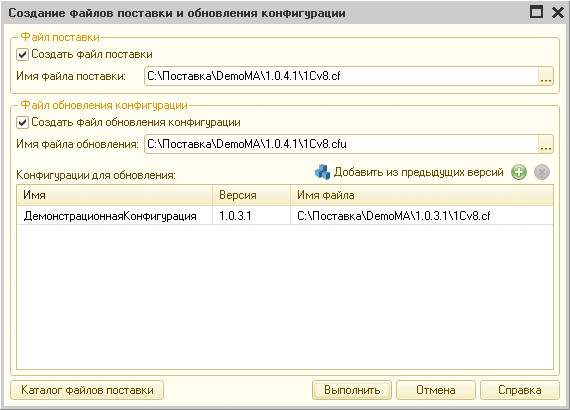 Создание файлов поставки и обновления конфигурации
Файл поставки
Создать файл поставки
Имя файла поставки: C:\Поставка\DemoMA\1.0.4.1\1Cv8.cf ...
Файл обновления конфигурации
Создать файл обновления конфигурации
Имя файла обновления: C:\Поставка\DemoMA\1.0.4.1\1Cv8.cfu ...
Конфигурации для обновления: Добавить из предыдущих версий
Имя Версия Имя файла
ДемонстрационнаяКонфигурация 1.0.3.1 C:\Поставка\DemoMA\1.0.3.1\1Cv8.cf
Каталог файлов поставки Выполнить Отмена Справка